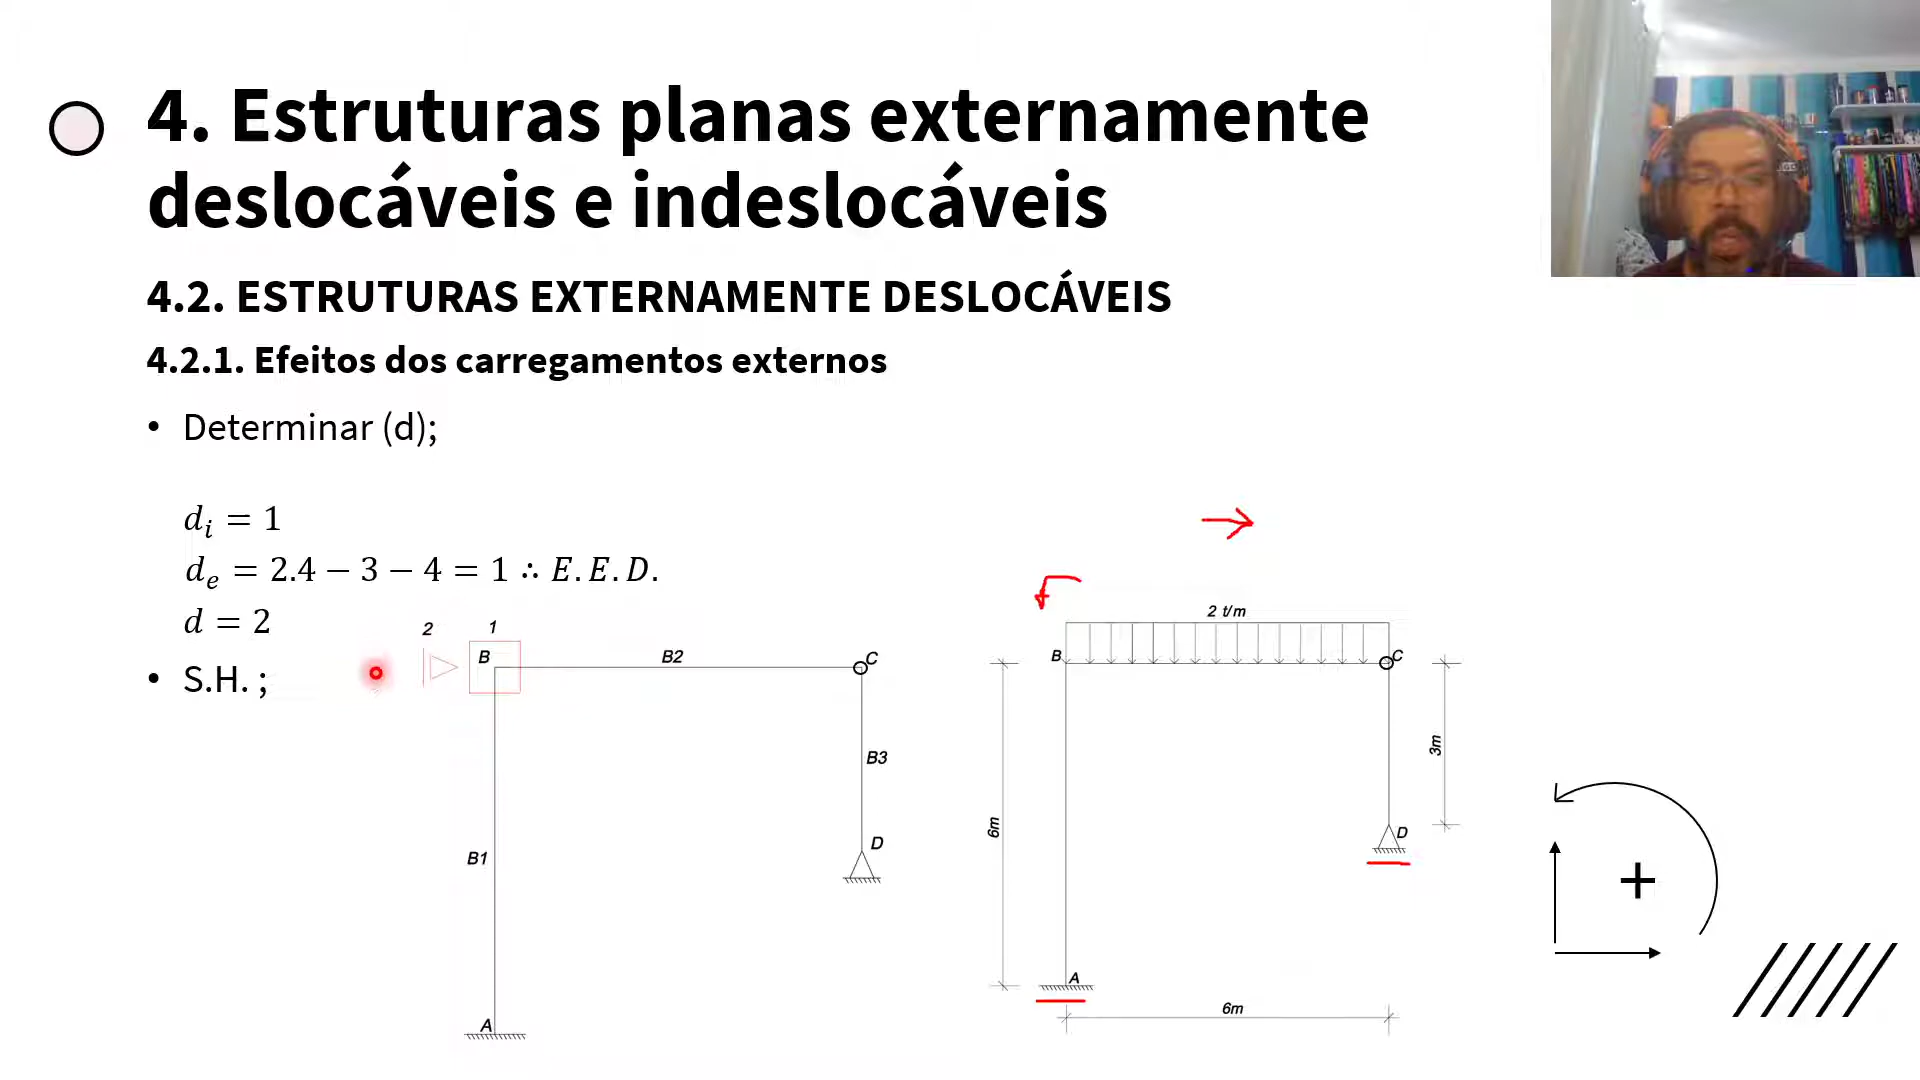 4. Estruturas planas externamente
deslocáveis e indeslocáveis
4.2. ESTRUTURAS EXTERNAMENTE DESLOCÁVEIS
4.2.1. Efeitos dos carregamentos externos
• Determinar (d);
d_i = 1
d_e = 2.4 − 3 − 4 = 1 ∴ E.E.D.
d = 2
• S.H. ;
2
1
B
B2
C
B3
D
B1
A
2 t/m
B
C
3m
6m
D
A
6m
+